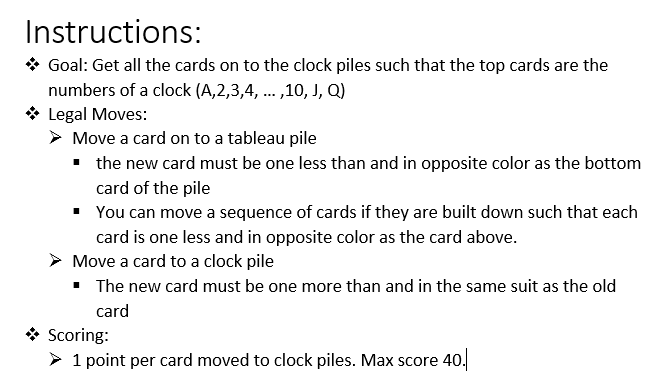 Instructions:
❖ Goal: Get all the cards on to the clock piles such that the top cards are the
numbers of a clock (A,2,3,4, … ,10, J, Q)
❖ Legal Moves:
➢ Move a card on to a tableau pile
▪ the new card must be one less than and in opposite color as the bottom
card of the pile
▪ You can move a sequence of cards if they are built down such that each
card is one less and in opposite color as the card above.
➢ Move a card to a clock pile
▪ The new card must be one more than and in the same suit as the old
card
❖ Scoring:
➢ 1 point per card moved to clock piles. Max score 40.